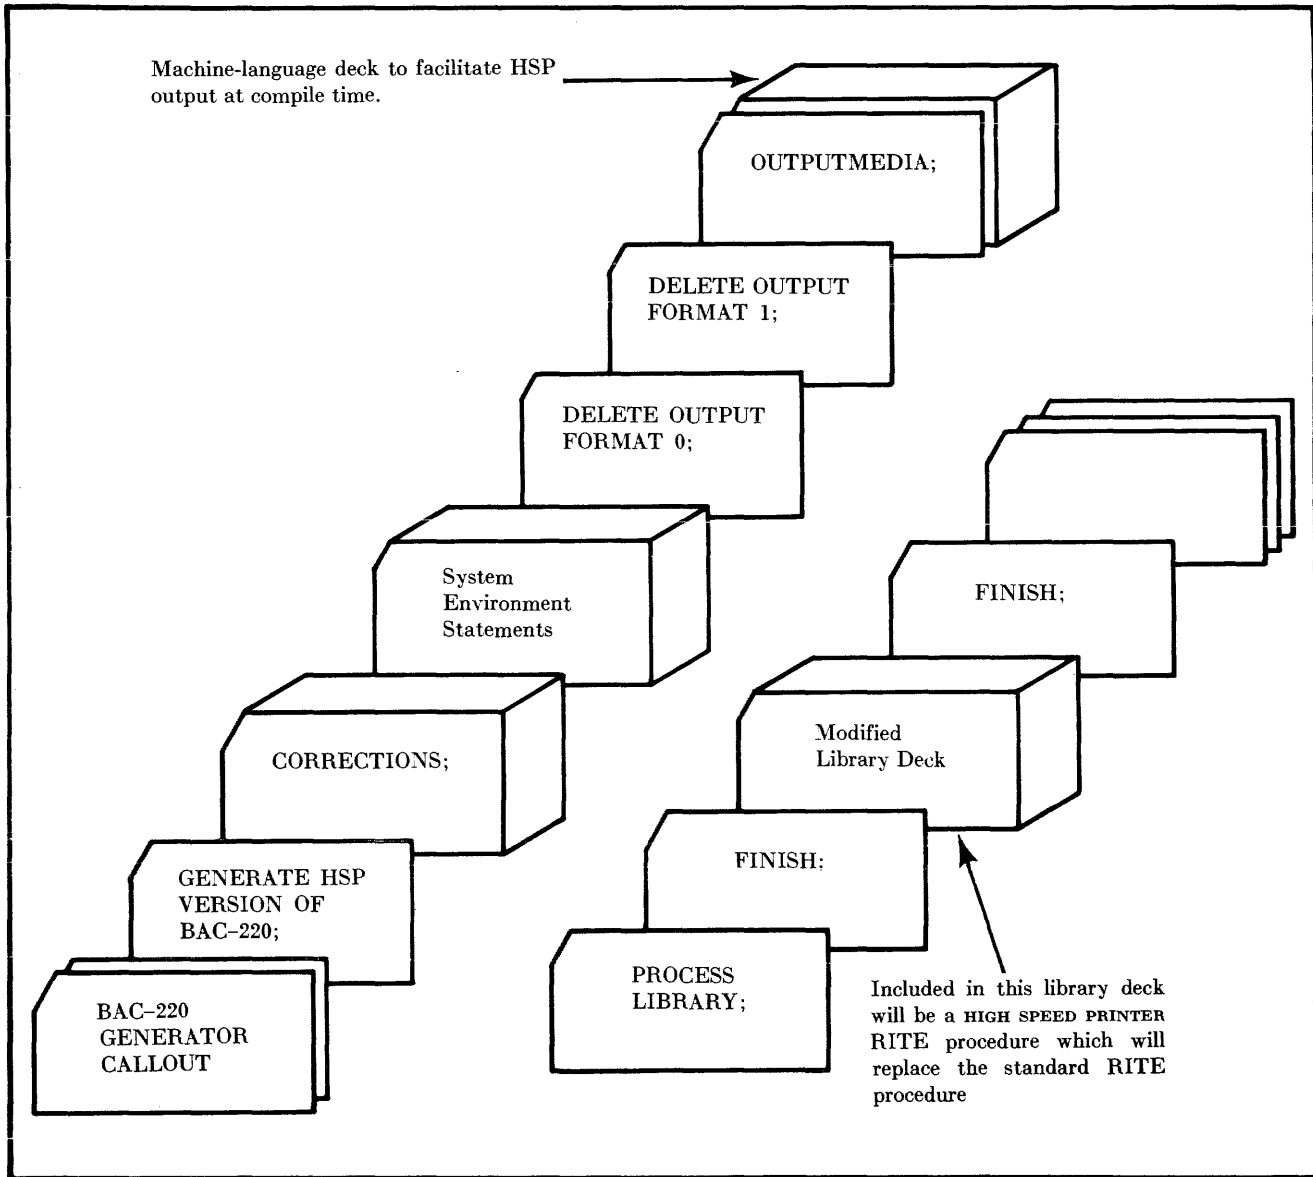 Machine-language deck to facilitate HSP
output at compile time.
OUTPUTMEDIA;
DELETE OUTPUT
FORMAT 1;
DELETE OUTPUT
FORMAT 0;
System
Environment
Statements
CORRECTIONS;
GENERATE HSP
VERSION OF
BAC-220;
BAC-220
GENERATOR
CALLOUT
FINISH;
Modified
Library Deck
FINISH;
PROCESS
LIBRARY;
Included in this library deck
will be a HIGH SPEED PRINTER
RITE procedure which will
replace the standard RITE
procedure